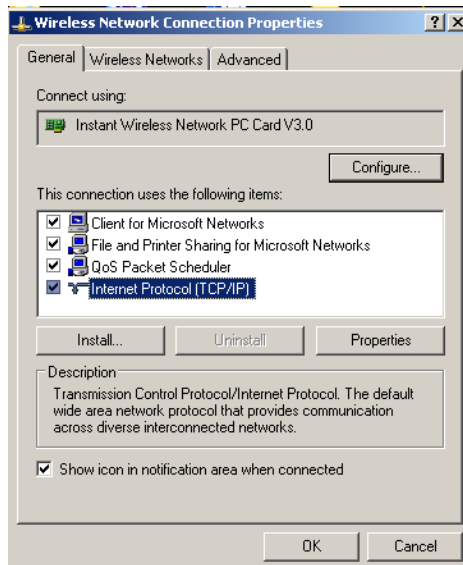 Wireless Network Connection Properties
General Wireless Networks Advanced
Connect using:
Instant Wireless Network PC Card V3.0
Configure...
This connection uses the following items:
Client for Microsoft Networks
File and Printer Sharing for Microsoft Networks
QoS Packet Scheduler
Internet Protocol (TCP/IP)
Install... Uninstall Properties
Description
Transmission Control Protocol/Internet Protocol. The default
wide area network protocol that provides communication
across diverse interconnected networks.
Show icon in notification area when connected
OK Cancel